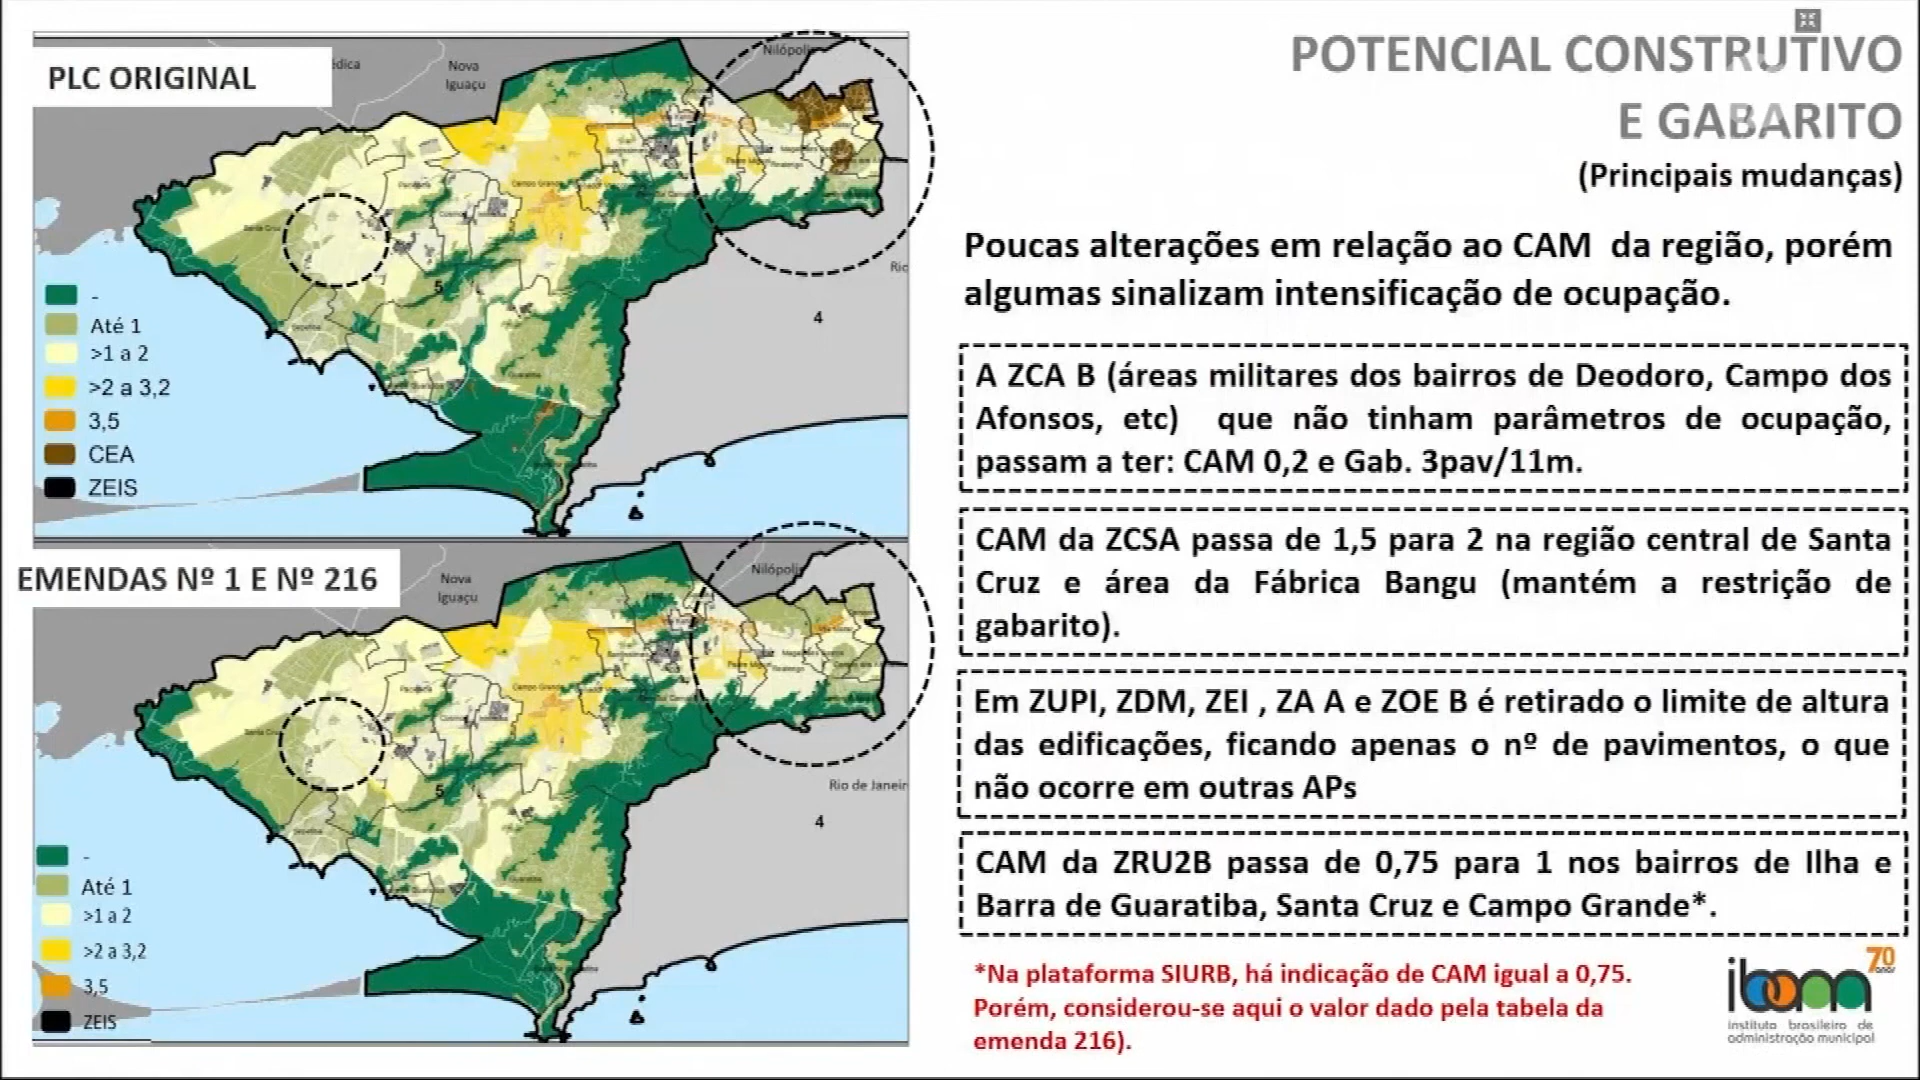 PLC ORIGINAL
édica
Nova
Iguaçu
Nilópolis
Campo Grande
Santa Cruz
Guaratiba
5
4
-
Até 1
>1 a 2
>2 a 3,2
3,5
CEA
ZEIS
EMENDAS Nº 1 E Nº 216
Nova
Iguaçu
Nilópolis
Campo Grande
Santa Cruz
Guaratiba
5
Rio de Janeir
4
-
Até 1
>1 a 2
>2 a 3,2
3,5
ZEIS
POTENCIAL CONSTRUTIVO
E GABARITO
(Principais mudanças)
Poucas alterações em relação ao CAM da região, porém
algumas sinalizam intensificação de ocupação.
A ZCA B (áreas militares dos bairros de Deodoro, Campo dos
Afonsos, etc) que não tinham parâmetros de ocupação,
passam a ter: CAM 0,2 e Gab. 3pav/11m.
CAM da ZCSA passa de 1,5 para 2 na região central de Santa
Cruz e área da Fábrica Bangu (mantém a restrição de
gabarito).
Em ZUPI, ZDM, ZEI , ZA A e ZOE B é retirado o limite de altura
das edificações, ficando apenas o nº de pavimentos, o que
não ocorre em outras APs
CAM da ZRU2B passa de 0,75 para 1 nos bairros de Ilha e
Barra de Guaratiba, Santa Cruz e Campo Grande*.
*Na plataforma SIURB, há indicação de CAM igual a 0,75.
Porém, considerou-se aqui o valor dado pela tabela da
emenda 216).
70
anos
ibam
instituto brasileiro de
administração municipal